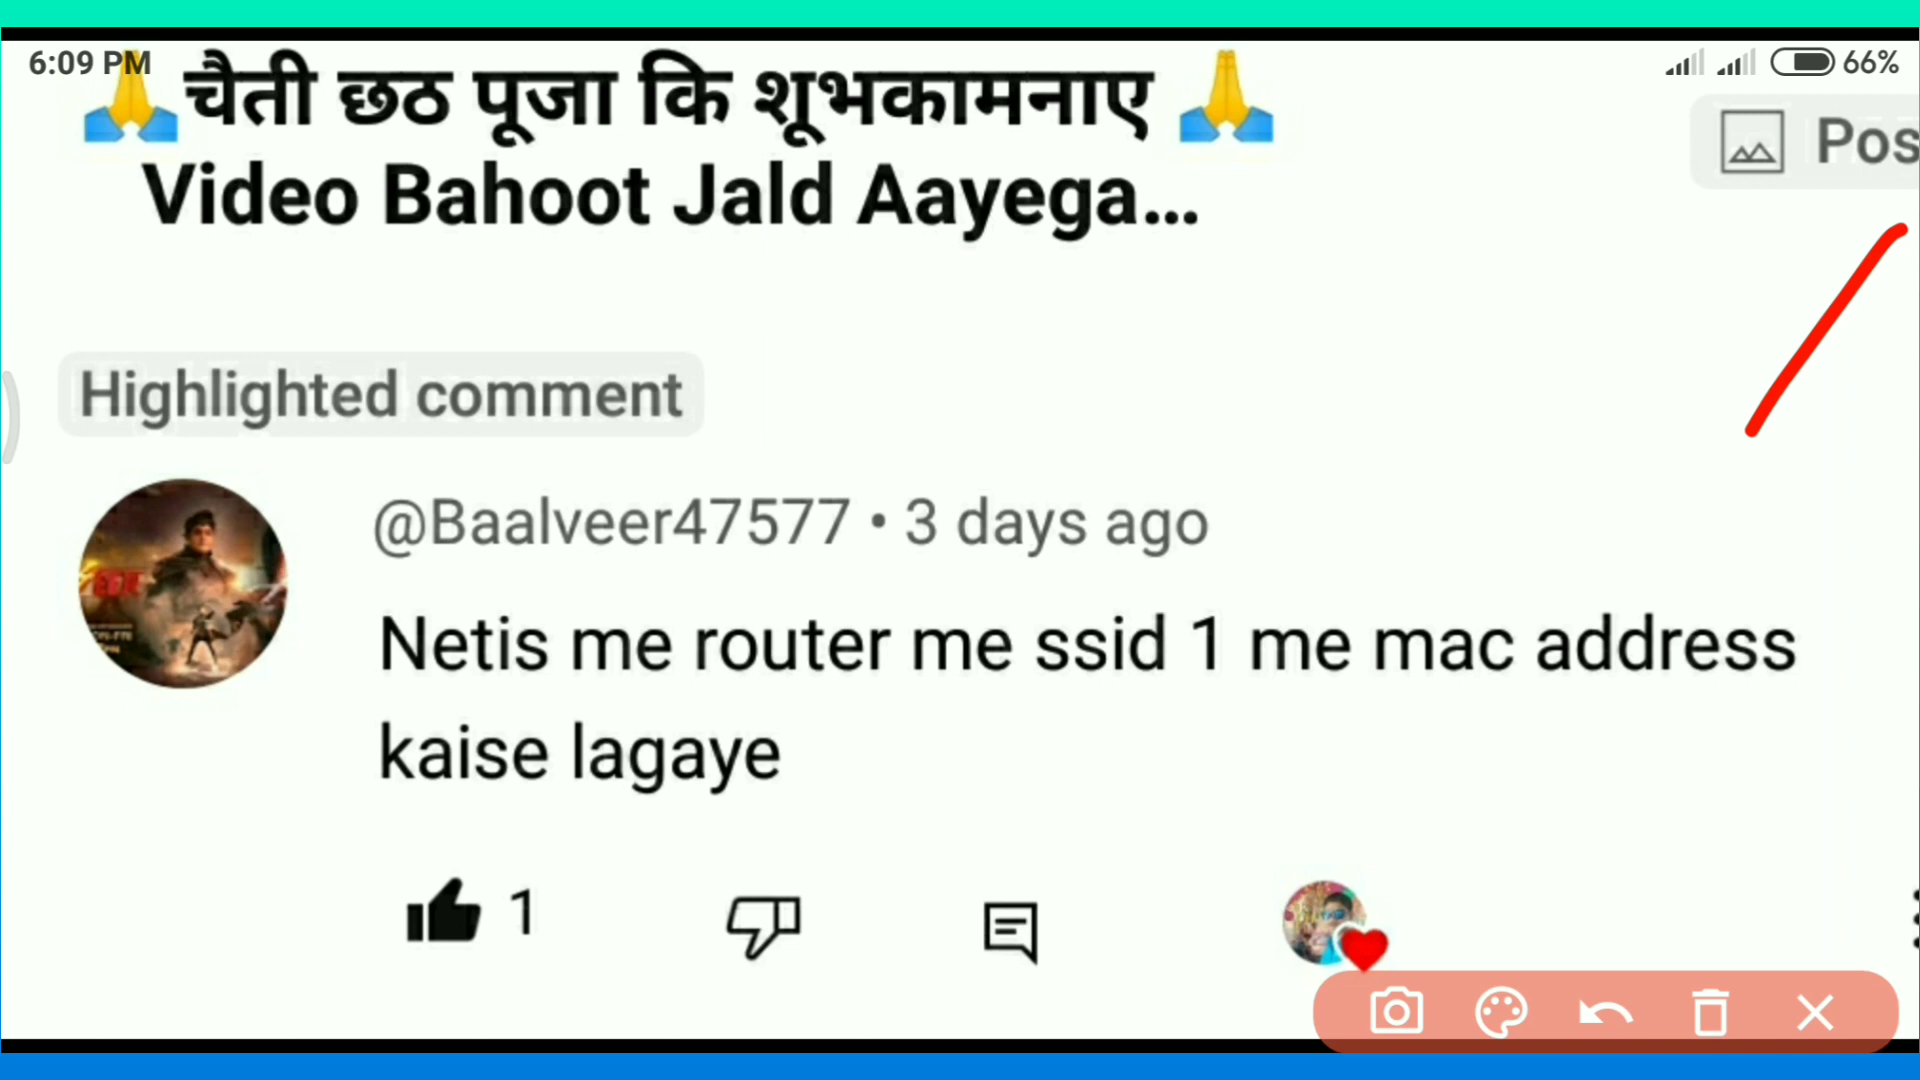 6:09 PM 66%
🙏चैती छठ पूजा कि शूभकामनाए 🙏
Pos
Video Bahoot Jald Aayega...
Highlighted comment
@Baalveer47577 • 3 days ago
Netis me router me ssid 1 me mac address
kaise lagaye
1